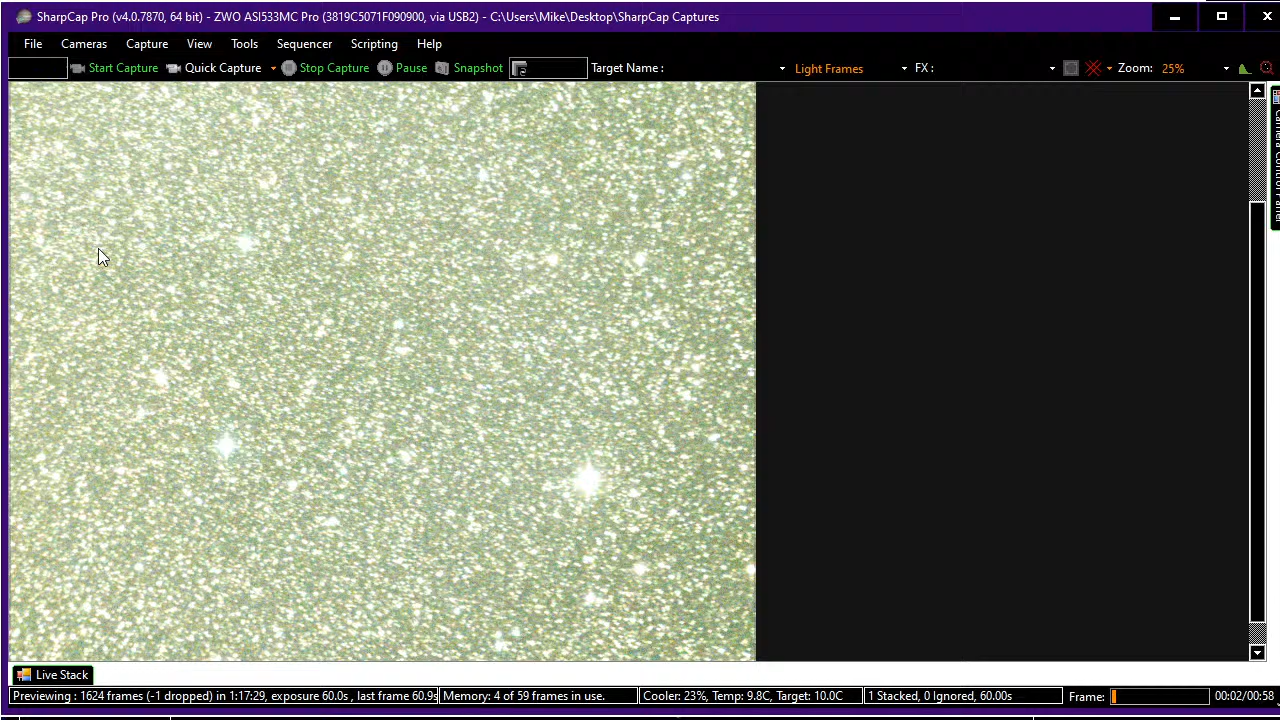 SharpCap Pro (v4.0.7870, 64 bit) - ZWO ASI533MC Pro (3819C5071F090900, via USB2) - C:\Users\Mike\Desktop\SharpCap Captures
File Cameras Capture View Tools Sequencer Scripting Help
Start Capture Quick Capture Stop Capture Pause Snapshot Target Name : Light Frames FX : Zoom: 25%
Live Stack
Previewing : 1624 frames (-1 dropped) in 1:17:29, exposure 60.0s , last frame 60.9s Memory: 4 of 59 frames in use. Cooler: 23%, Temp: 9.8C, Target: 10.0C 1 Stacked, 0 Ignored, 60.00s Frame: 00:02/00:58